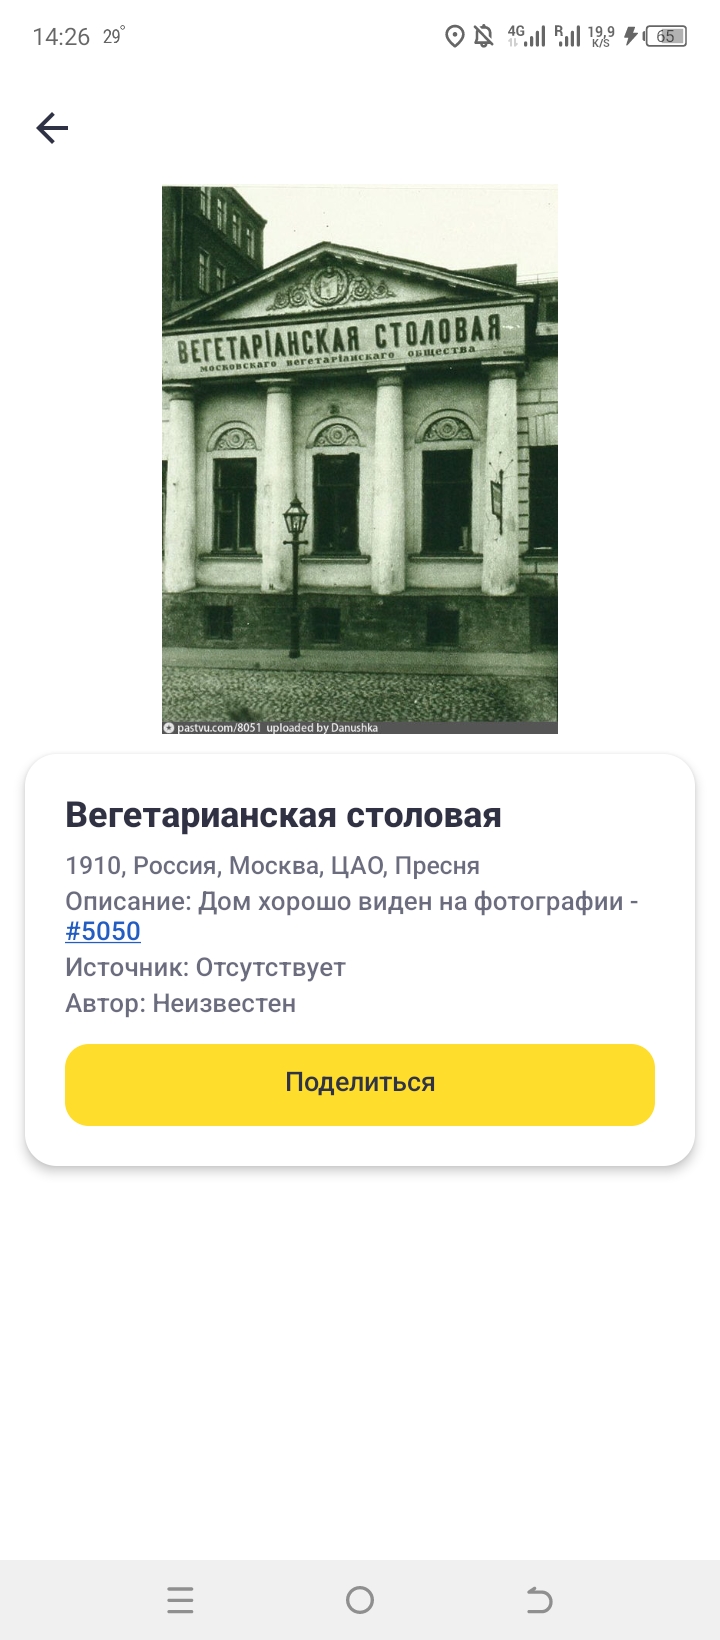 14:26 29°
4G R 19,9 K/S 65
ВЕГЕТАРІАНСКАЯ СТОЛОВАЯ
МОСКОВСКАГО ВЕГЕТАРІАНСКАГО ОБЩЕСТВА
pastvu.com/8051 uploaded by Danushka
Вегетарианская столовая
1910, Россия, Москва, ЦАО, Пресня
Описание: Дом хорошо виден на фотографии -
#5050
Источник: Отсутствует
Автор: Неизвестен
Поделиться